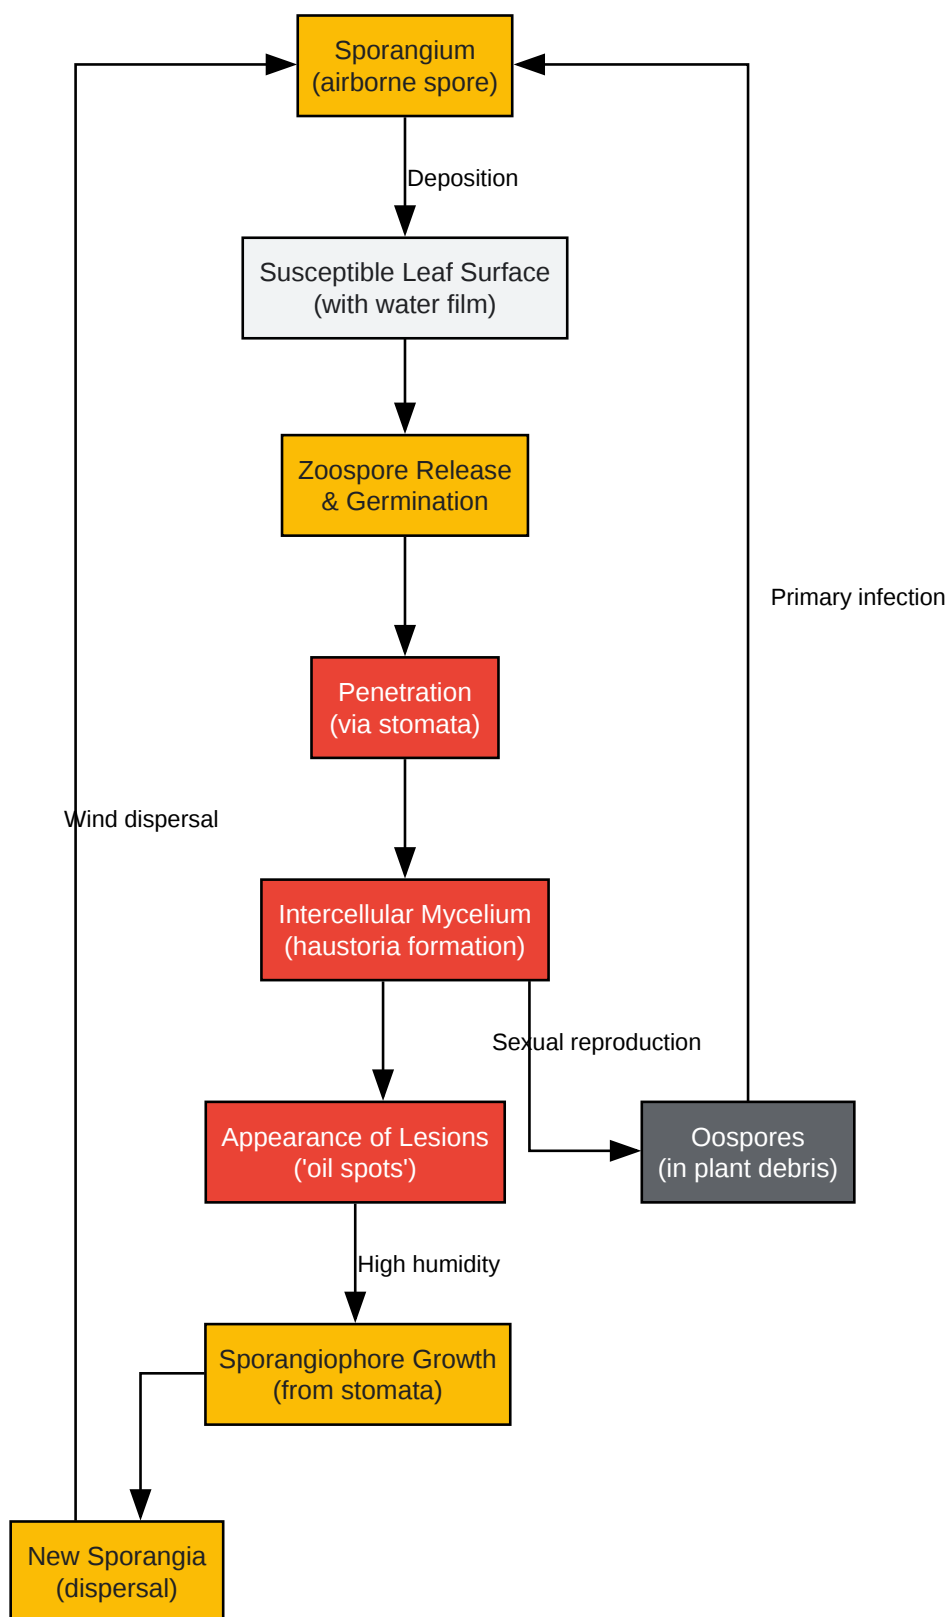 Sporangium
(airborne spore)
Deposition
Susceptible Leaf Surface
(with water film)
Zoospore Release
& Germination
Primary infection
Penetration
(via stomata)
Wind dispersal
Intercellular Mycelium
(haustoria formation)
Sexual reproduction
Appearance of Lesions
('oil spots')
Oospores
(in plant debris)
High humidity
Sporangiophore Growth
(from stomata)
New Sporangia
(dispersal)